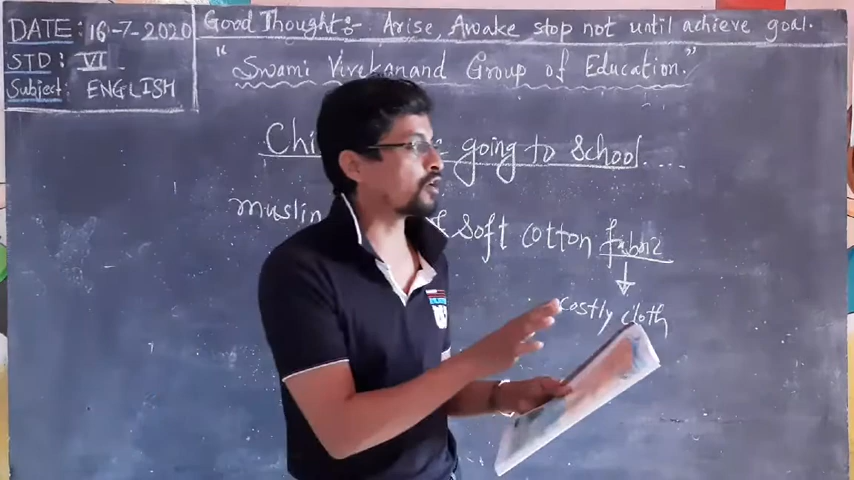 DATE: 16-7-2020
STD: VI
Subject: ENGLISH
Good Thought:- Arise, Awake stop not until achieve goal.
"Swami Vivekanand Group of Education."
going to School....
muslin soft cotton fabric
costly cloth